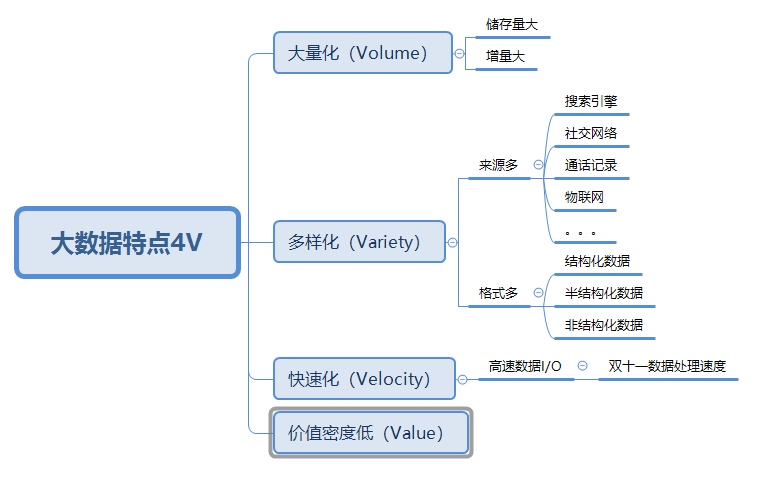 大数据特点4V
大量化（Volume）
储存量大
增量大
多样化（Variety）
来源多
搜索引擎
社交网络
通话记录
物联网
。。。
格式多
结构化数据
半结构化数据
非结构化数据
快速化（Velocity）
高速数据I/O
双十一数据处理速度
价值密度低（Value）